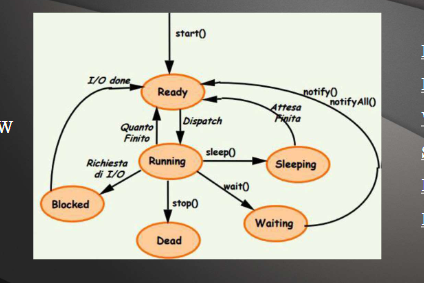 start()
I/O done
Ready
notify()
notifyAll()
Attesa
Finita
Quanto
Finito
Dispatch
Richiesta
di I/O
Running
sleep()
Sleeping
wait()
stop()
Blocked
Waiting
Dead